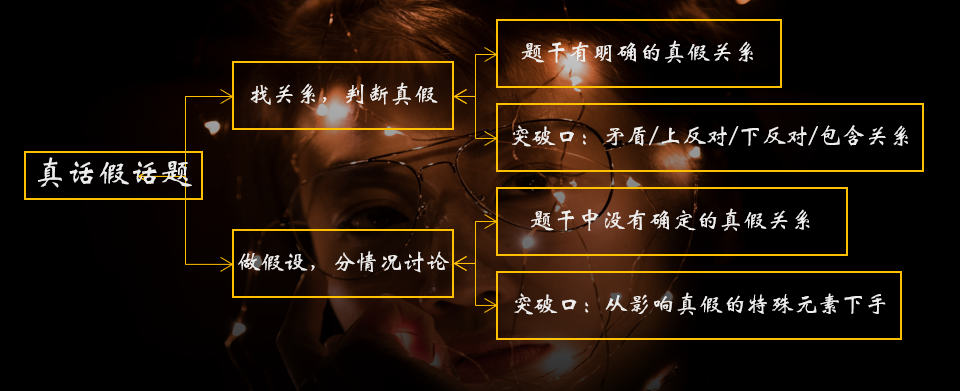 真话假话题
找关系，判断真假
题干有明确的真假关系
突破口：矛盾/上反对/下反对/包含关系
做假设，分情况讨论
题干中没有确定的真假关系
突破口：从影响真假的特殊元素下手